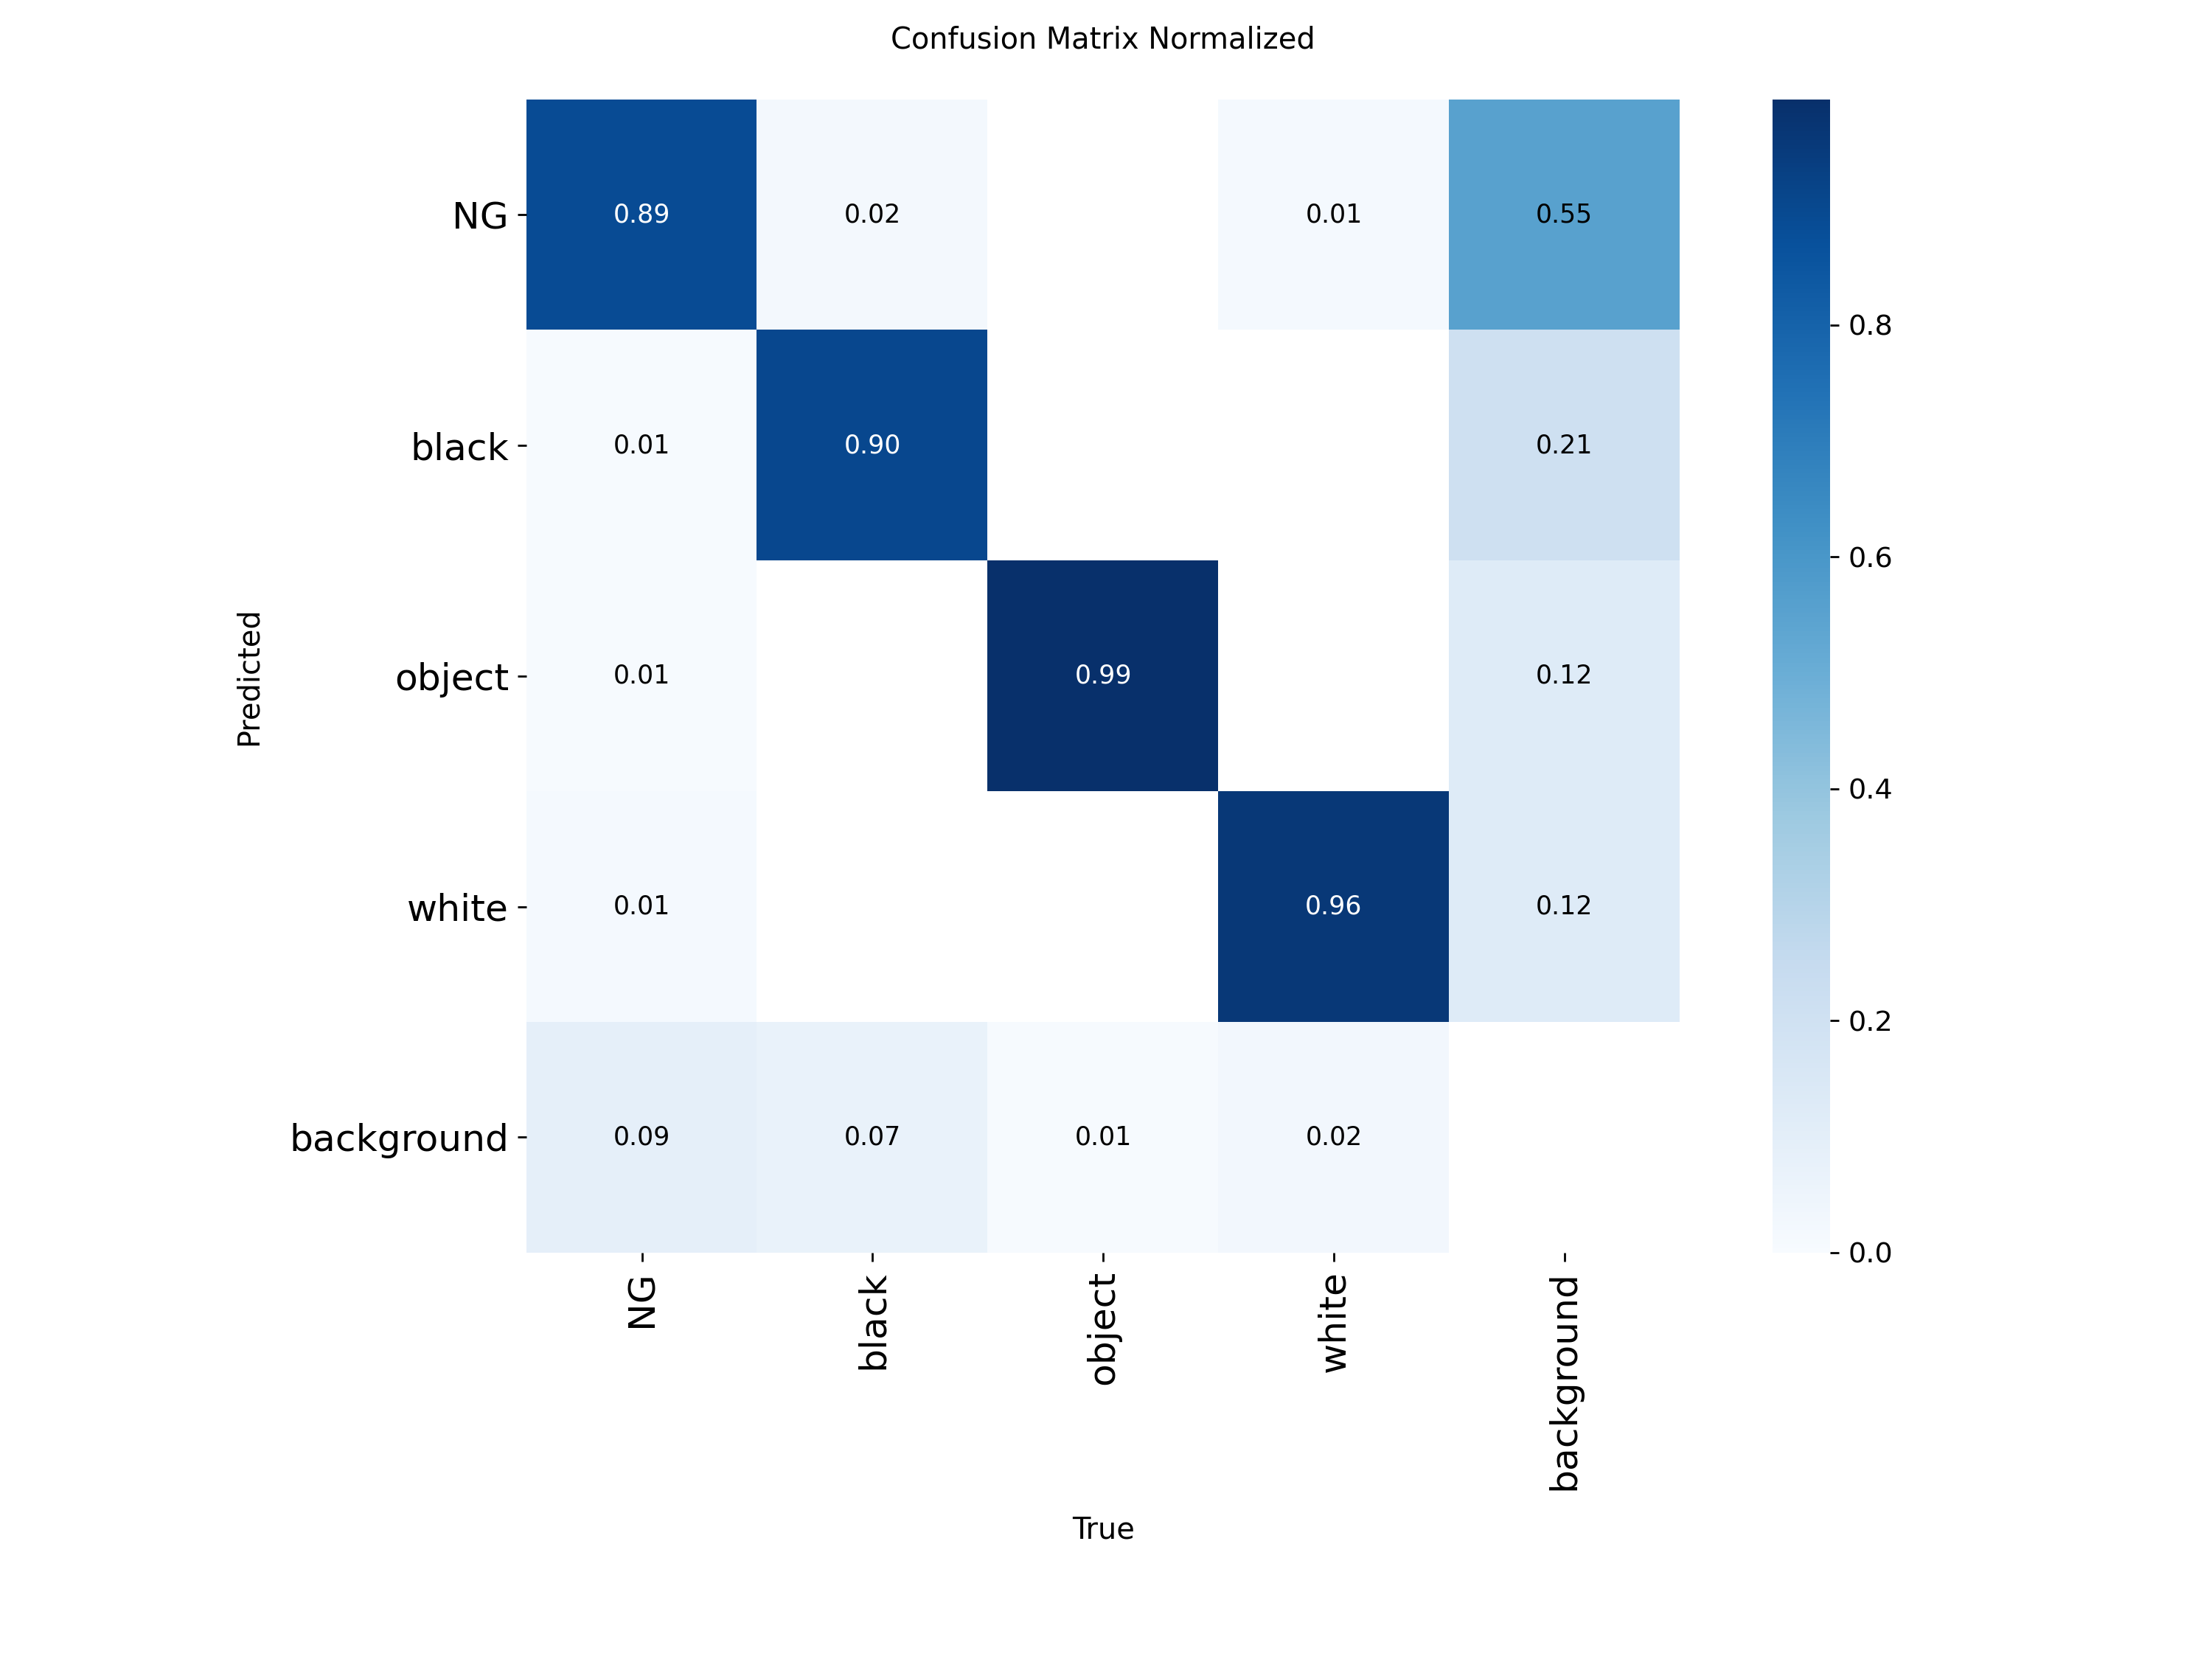 Confusion Matrix Normalized
NG 0.89 0.02 0.01 0.55
black 0.01 0.90 0.21
object 0.01 0.99 0.12
white 0.01 0.96 0.12
background 0.09 0.07 0.01 0.02
Predicted
NG black object white background
True
0.8
0.6
0.4
0.2
0.0